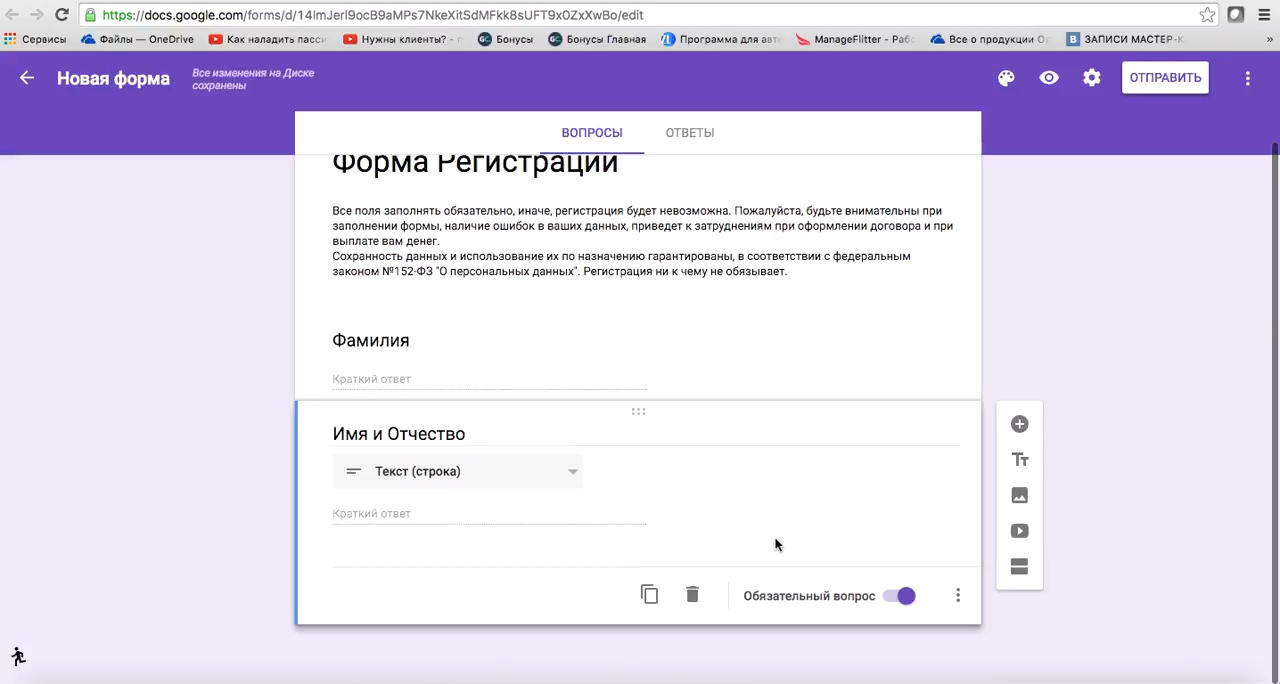 https://docs.google.com/forms/d/14lmJerl9ocB9aMPs7NkeXitSdMFkk8sUFT9x0ZxXwBo/edit
Сервисы Файлы — OneDrive Как наладить пасси Нужны клиенты? - Бонусы Бонусы Главная Программа для авт ManageFlitter - Раб Все о продукции О ЗАПИСИ МАСТЕР-К »
Новая форма
Все изменения на Диске
сохранены
ОТПРАВИТЬ
ВОПРОСЫ ОТВЕТЫ
Форма Регистрации
Все поля заполнять обязательно, иначе, регистрация будет невозможна. Пожалуйста, будьте внимательны при
заполнении формы, наличие ошибок в ваших данных, приведет к затруднениям при оформлении договора и при
выплате вам денег.
Сохранность данных и использование их по назначению гарантированы, в соответствии с федеральным
законом №152-ФЗ "О персональных данных". Регистрация ни к чему не обязывает.
Фамилия
Краткий ответ
Имя и Отчество
Текст (строка)
Краткий ответ
Обязательный вопрос